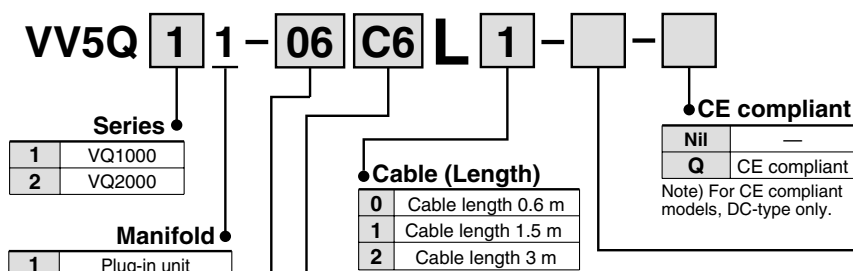 VV5Q 1 1 – 06 C6 L 1 – –
Series
1 VQ1000
2 VQ2000
Manifold
1 Plug-in unit
Cable (Length)
0 Cable length 0.6 m
1 Cable length 1.5 m
2 Cable length 3 m
CE compliant
Nil —
Q CE compliant
Note) For CE compliant
models, DC-type only.